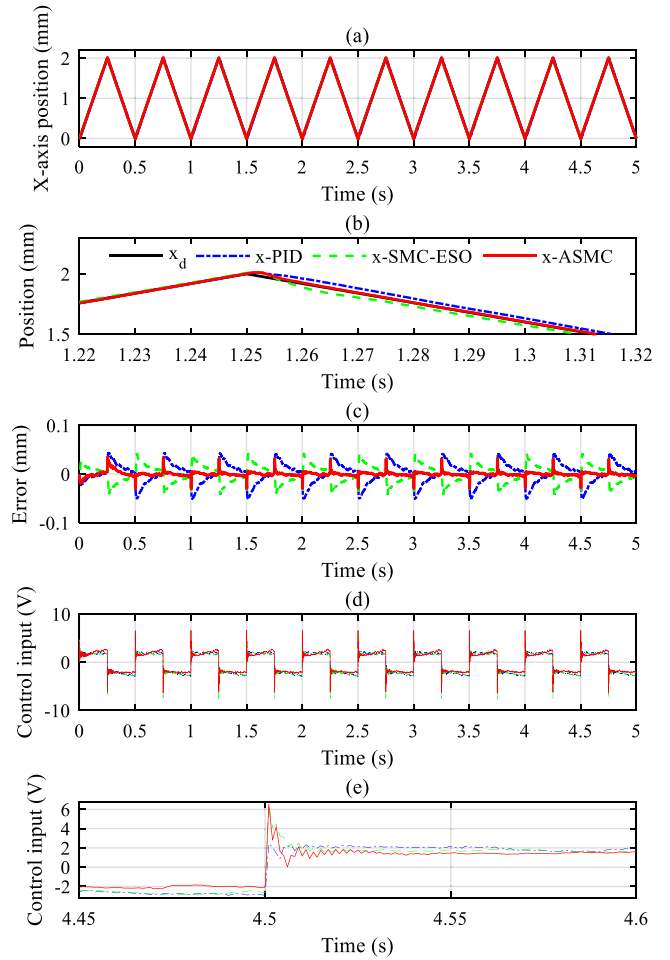 (a)
X-axis position (mm)
2
1
0
0 0.5 1 1.5 2 2.5 3 3.5 4 4.5 5
Time (s)
(b)
Position (mm)
x_d x-PID x-SMC-ESO x-ASMC
2
1.5
1.22 1.23 1.24 1.25 1.26 1.27 1.28 1.29 1.3 1.31 1.32
Time (s)
(c)
Error (mm)
0.1
0
-0.1
0 0.5 1 1.5 2 2.5 3 3.5 4 4.5 5
Time (s)
(d)
Control input (V)
10
0
-10
0 0.5 1 1.5 2 2.5 3 3.5 4 4.5 5
Time (s)
(e)
Control input (V)
6
4
2
0
-2
4.45 4.5 4.55 4.6
Time (s)